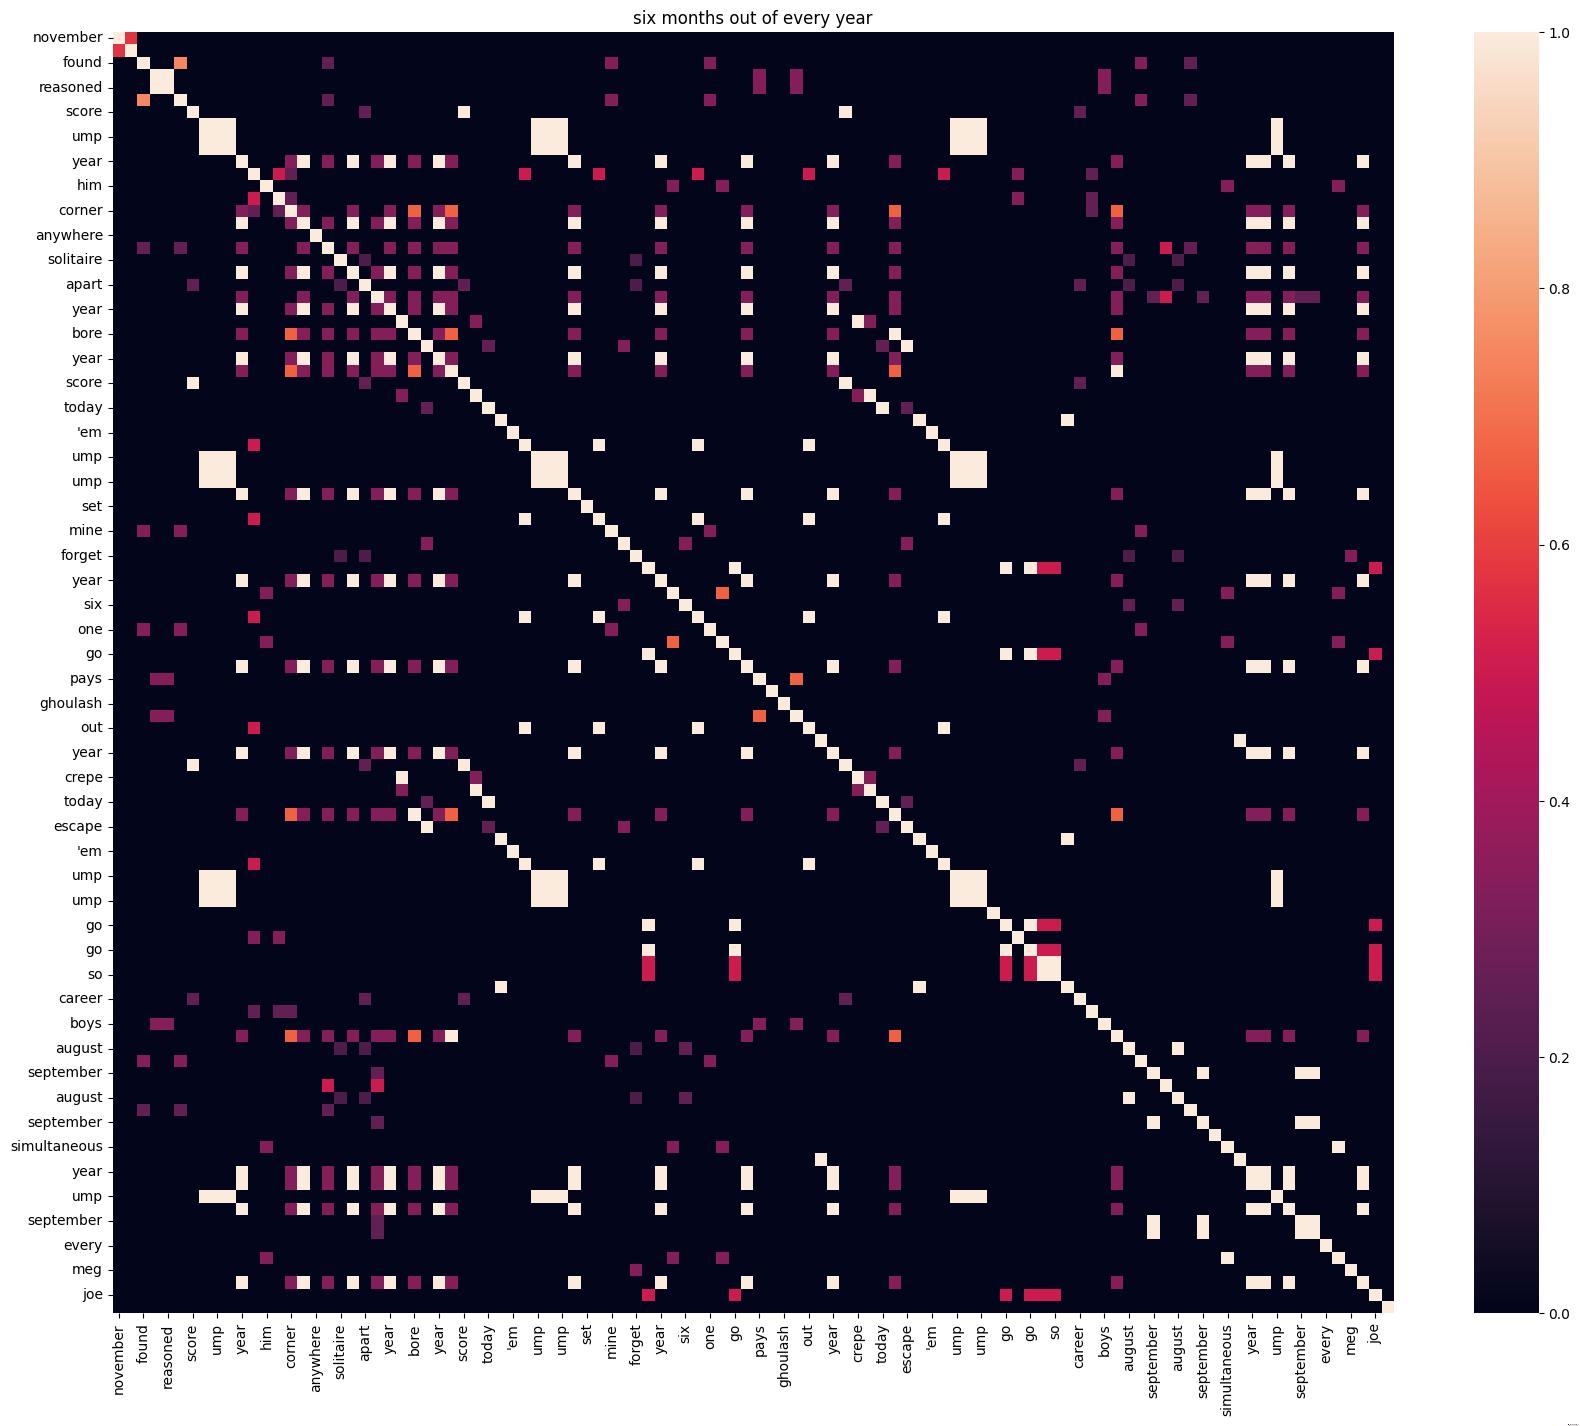 six months out of every year
november
found
reasoned
score
ump
year
him
corner
anywhere
solitaire
apart
year
bore
year
score
today
'em
ump
ump
set
mine
forget
year
six
one
go
pays
ghoulash
out
year
crepe
today
escape
'em
ump
ump
go
go
so
career
boys
august
september
august
september
simultaneous
year
ump
september
every
meg
joe
november
found
reasoned
score
ump
year
him
corner
anywhere
solitaire
apart
year
bore
year
score
today
'em
ump
ump
set
mine
forget
year
six
one
go
pays
ghoulash
out
year
crepe
today
escape
'em
ump
ump
go
go
so
career
boys
august
september
august
september
simultaneous
year
ump
september
every
meg
joe
1.0
0.8
0.6
0.4
0.2
0.0